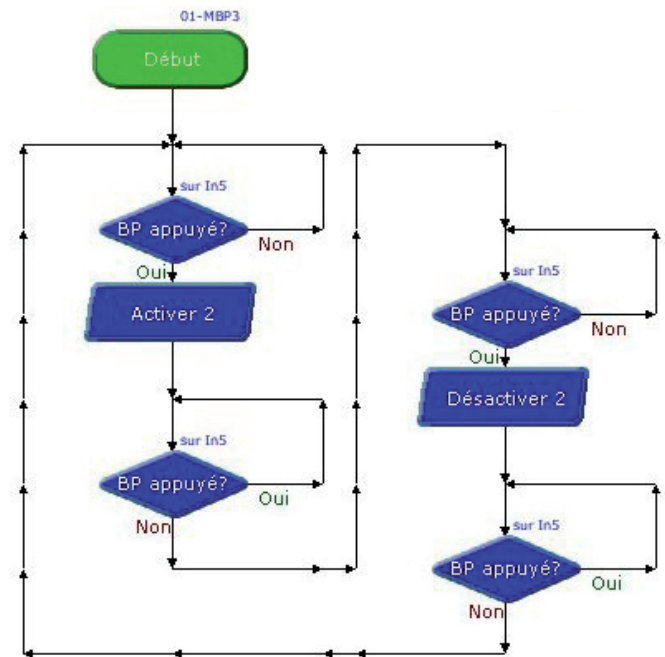 01-MBP3
Début
sur In5
BP appuyé?
Non
Oui
Activer 2
sur In5
BP appuyé?
Oui
Non
sur In5
BP appuyé?
Non
Oui
Désactiver 2
sur In5
BP appuyé?
Oui
Non